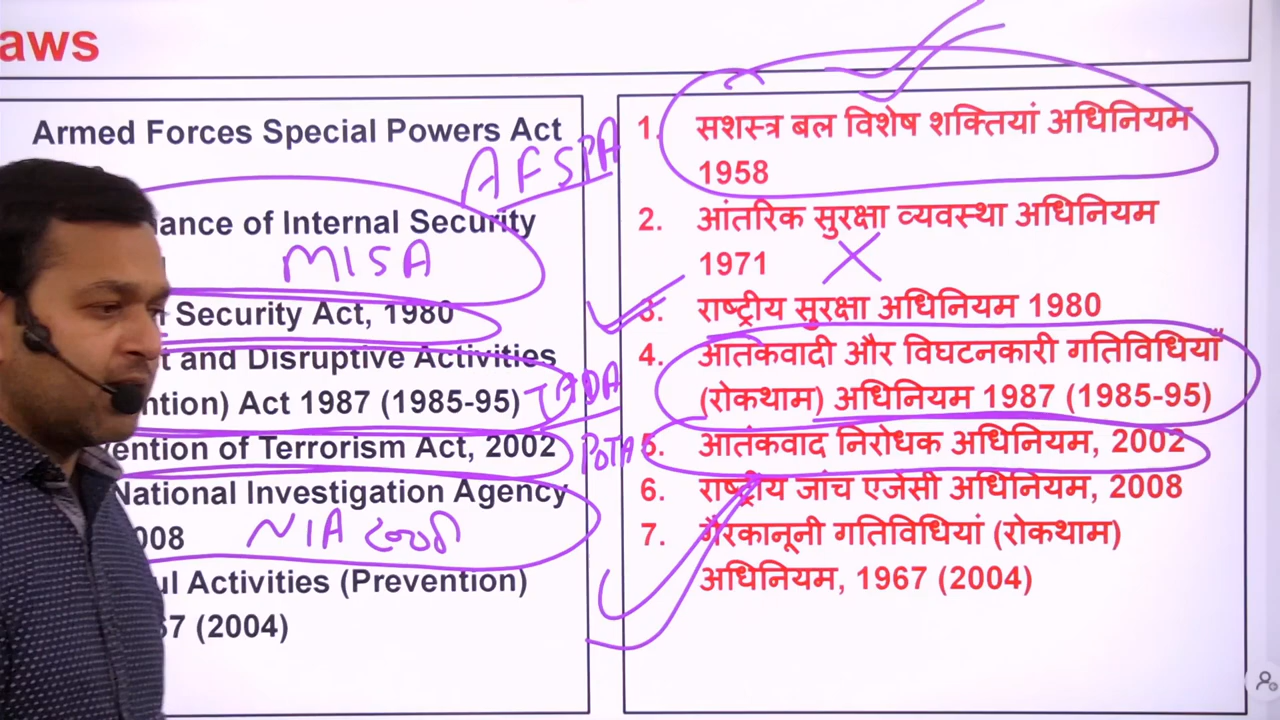 aws
Armed Forces Special Powers Act
AFSPA
ance of Internal Security
MISA
Security Act, 1980
t and Disruptive Activities
ntion) Act 1987 (1985-95)
TADA
vention of Terrorism Act, 2002
POTA
National Investigation Agency
008
NIA 2008
ul Activities (Prevention)
67 (2004)
1. सशस्त्र बल विशेष शक्तियां अधिनियम
1958
2. आंतरिक सुरक्षा व्यवस्था अधिनियम
1971
3. राष्ट्रीय सुरक्षा अधिनियम 1980
4. आतंकवादी और विघटनकारी गतिविधियाँ
(रोकथाम) अधिनियम 1987 (1985-95)
5. आतंकवाद निरोधक अधिनियम, 2002
6. राष्ट्रीय जांच एजेंसी अधिनियम, 2008
7. गैरकानूनी गतिविधियां (रोकथाम)
अधिनियम, 1967 (2004)